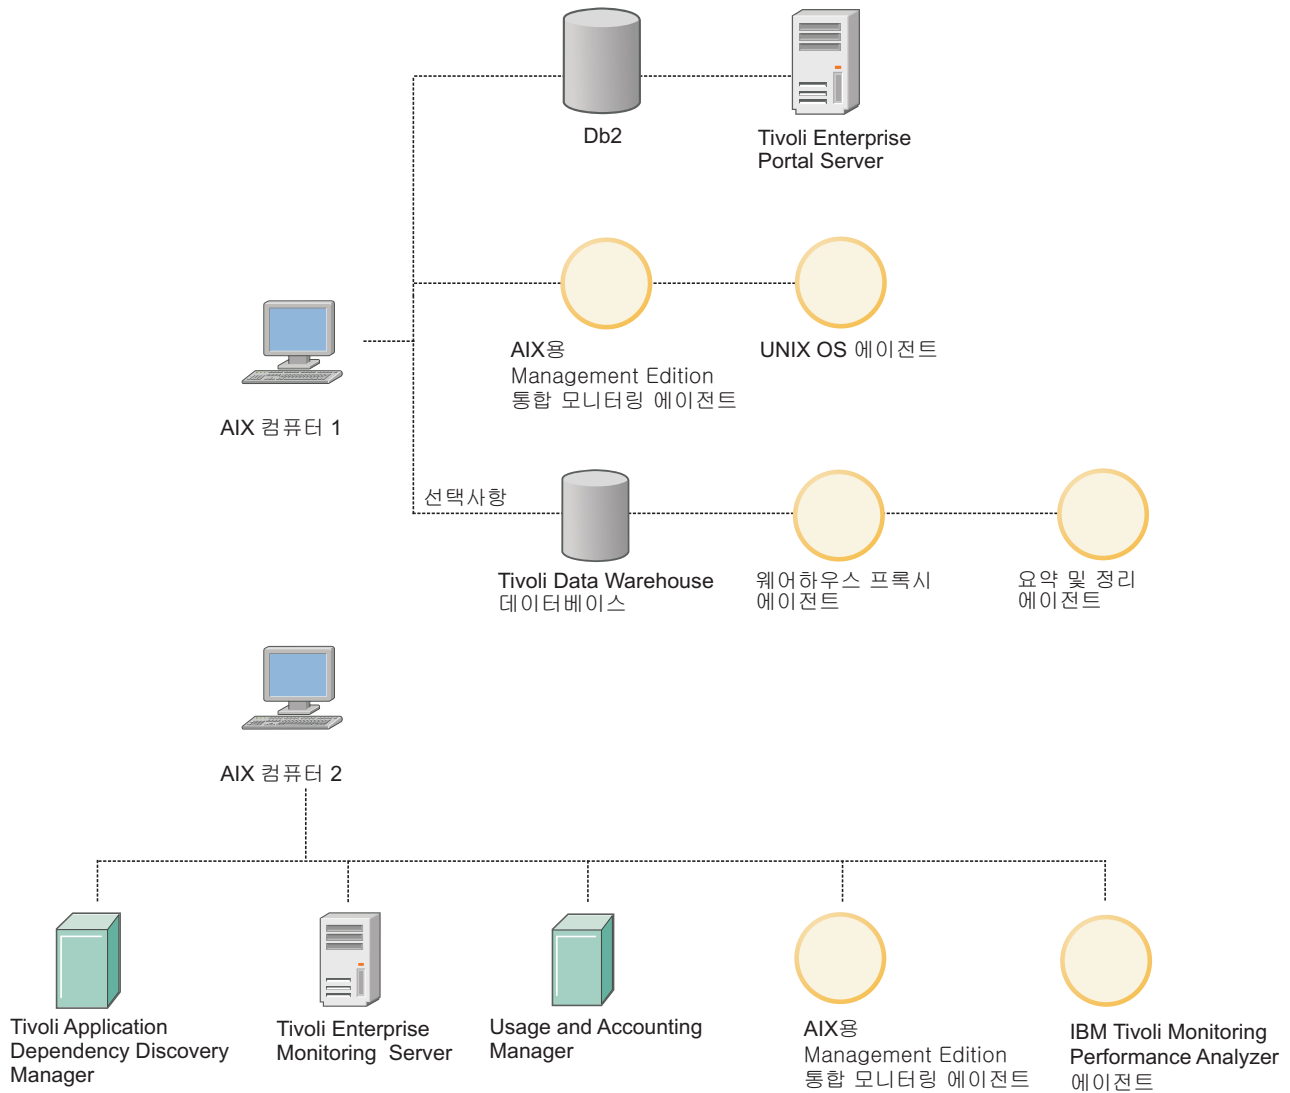 Db2
Tivoli Enterprise
Portal Server
AIX용
Management Edition
통합 모니터링 에이전트
UNIX OS 에이전트
AIX 컴퓨터 1
선택사항
Tivoli Data Warehouse
데이터베이스
웨어하우스 프록시
에이전트
요약 및 정리
에이전트
AIX 컴퓨터 2
Tivoli Application
Dependency Discovery
Manager
Tivoli Enterprise
Monitoring Server
Usage and Accounting
Manager
AIX용
Management Edition
통합 모니터링 에이전트
IBM Tivoli Monitoring
Performance Analyzer
에이전트